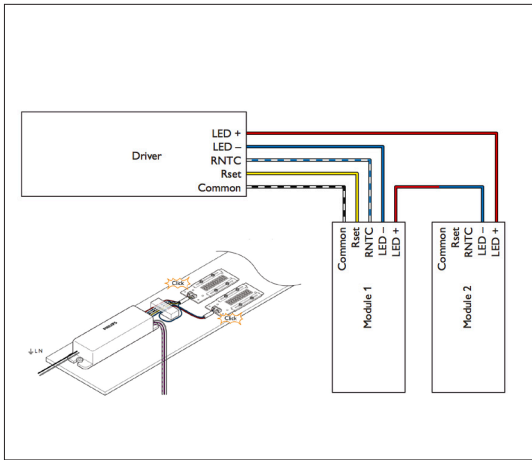 LED +
LED –
Driver
RNTC
Rset
Common
Common
Rset
RNTC
LED –
LED +
Module 1
Common
Rset
RNTC
LED –
LED +
Module 2
Click
Click
PHILIPS
L N